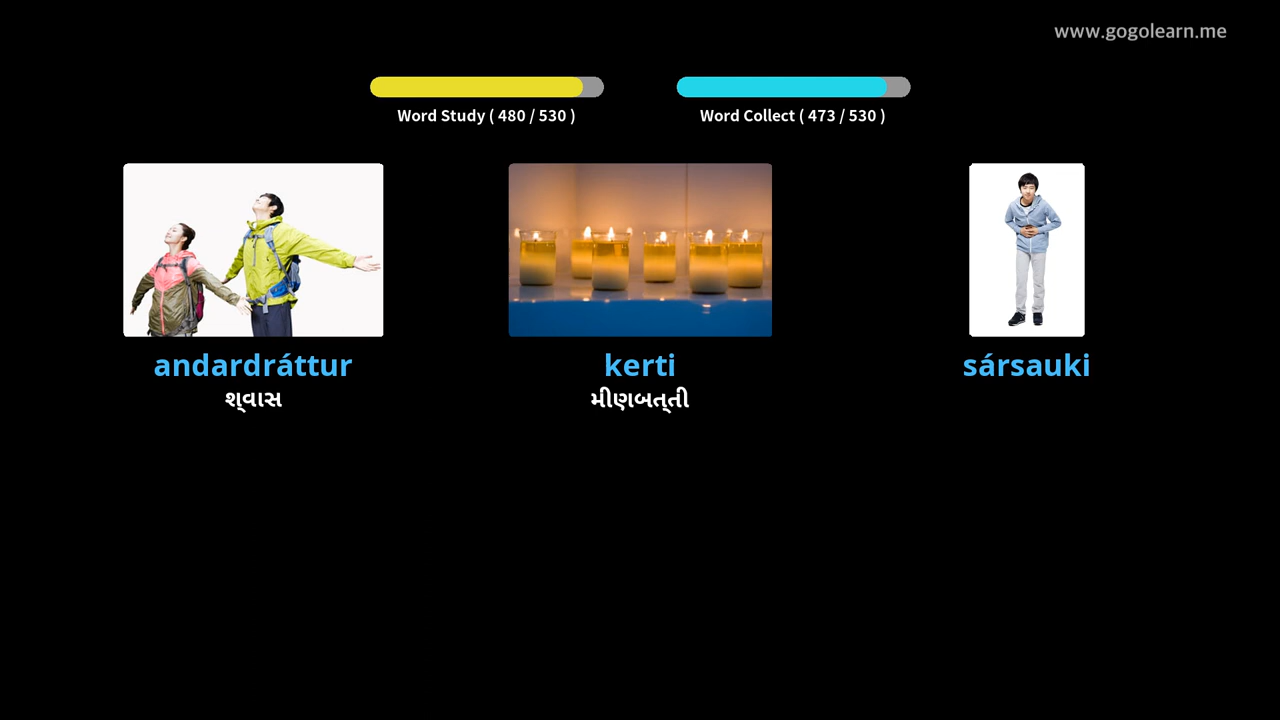 www.gogolearn.me
Word Study ( 480 / 530 )
Word Collect ( 473 / 530 )
andardráttur
શ્વાસ
kerti
મીણબત્તી
sársauki